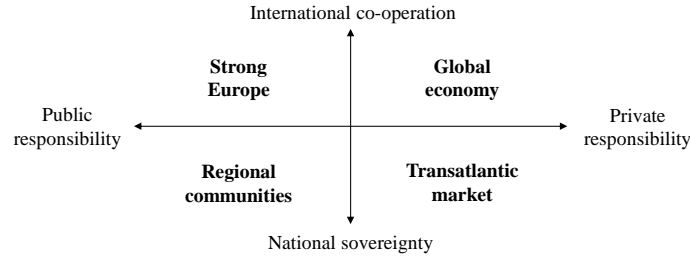 International co-operation
Strong
Europe
Global
economy
Public
responsibility
Private
responsibility
Regional
communities
Transatlantic
market
National sovereignty